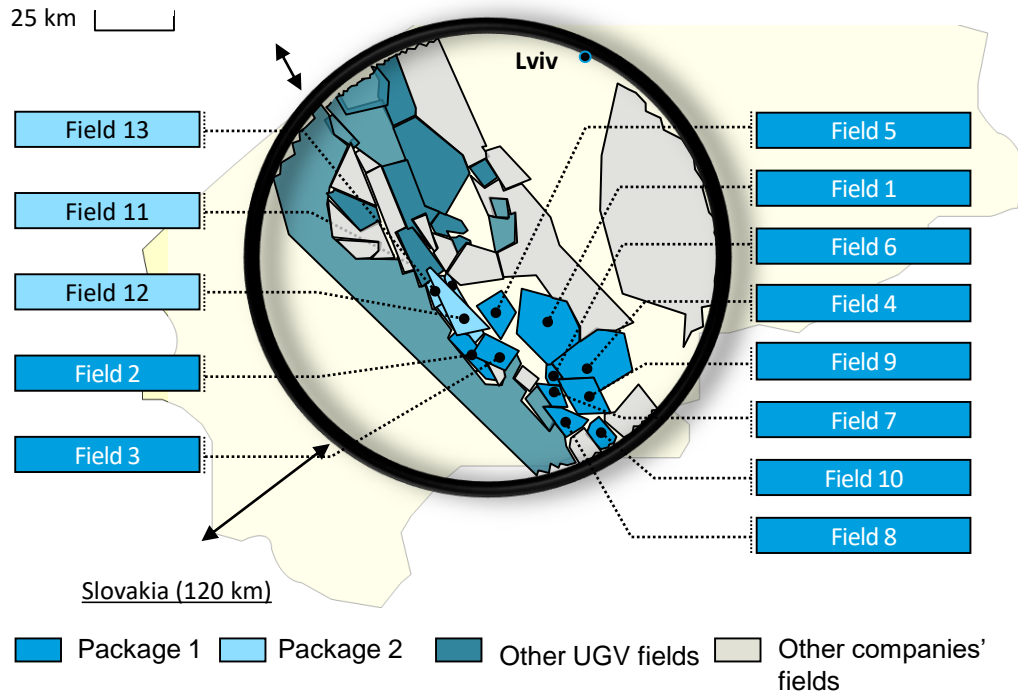 25 km
Lviv
Field 13
Field 11
Field 12
Field 2
Field 3
Field 5
Field 1
Field 6
Field 4
Field 9
Field 7
Field 10
Field 8
Slovakia (120 km)
Package 1
Package 2
Other UGV fields
Other companies’
fields